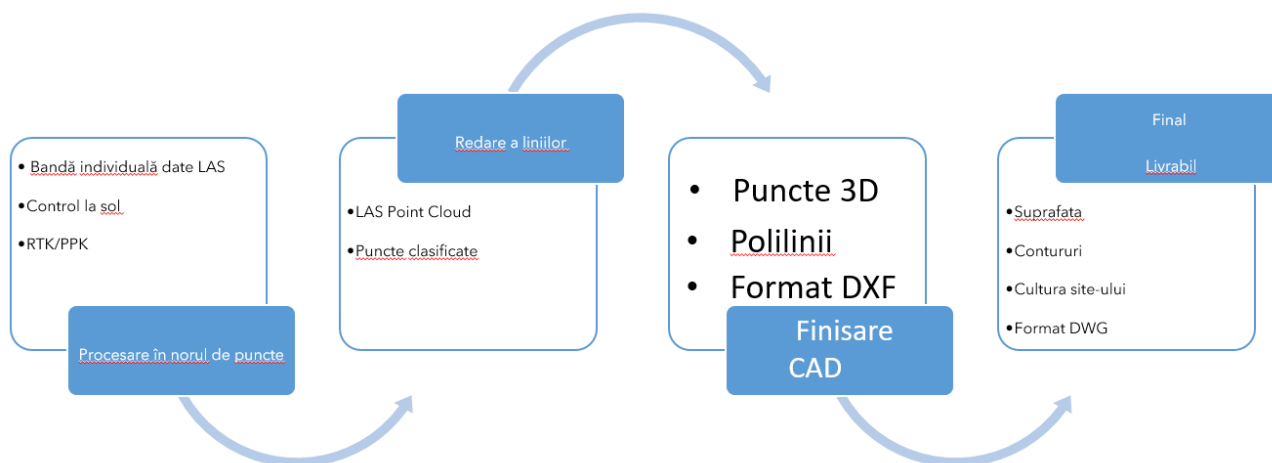 • Bandă individuală date LAS
•Control la sol
•RTK/PPK
Procesare în norul de puncte
Redare a liniilor
•LAS Point Cloud
•Puncte clasificate
• Puncte 3D
• Polilinii
• Format DXF
Finisare
CAD
Final
Livrabil
•Suprafata
•Contururi
•Cultura site-ului
•Format DWG